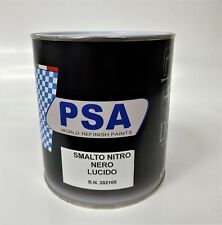 PSA
WORLD REFINISH PAINTS
SMALTO NITRO
NERO
LUCIDO
B.N. 202105